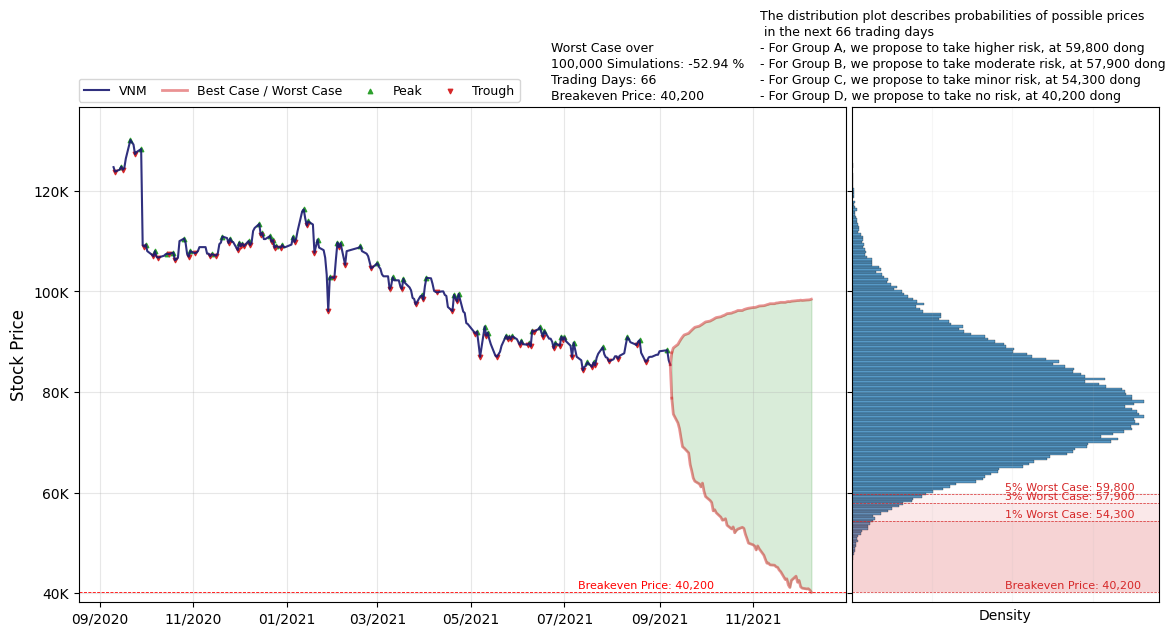 The distribution plot describes probabilities of possible prices
in the next 66 trading days
- For Group A, we propose to take higher risk, at 59,800 dong
- For Group B, we propose to take moderate risk, at 57,900 dong
- For Group C, we propose to take minor risk, at 54,300 dong
- For Group D, we propose to take no risk, at 40,200 dong
Worst Case over
100,000 Simulations: -52.94 %
Trading Days: 66
Breakeven Price: 40,200
VNM
Best Case / Worst Case
Peak
Trough
Stock Price
120K
100K
80K
60K
40K
Breakeven Price: 40,200
09/2020
11/2020
01/2021
03/2021
05/2021
07/2021
09/2021
11/2021
5% Worst Case: 59,800
3% Worst Case: 57,900
1% Worst Case: 54,300
Breakeven Price: 40,200
Density